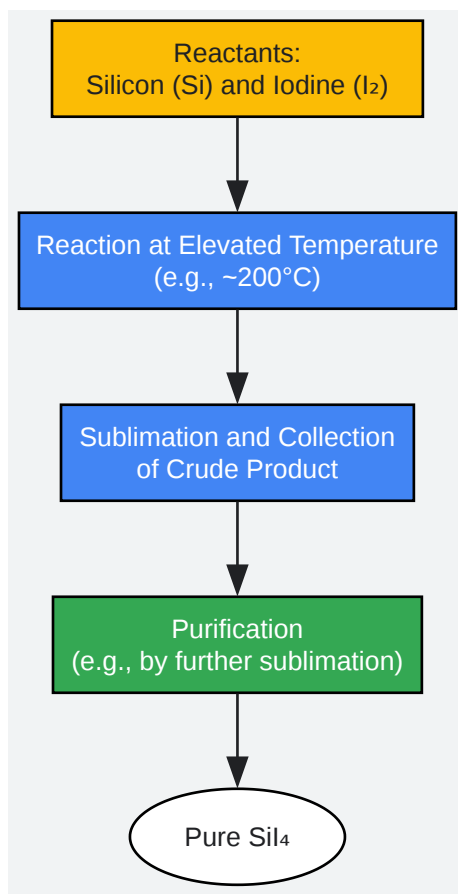 Reactants:
Silicon (Si) and Iodine (I₂)
Reaction at Elevated Temperature
(e.g., ~200°C)
Sublimation and Collection
of Crude Product
Purification
(e.g., by further sublimation)
Pure SiI₄